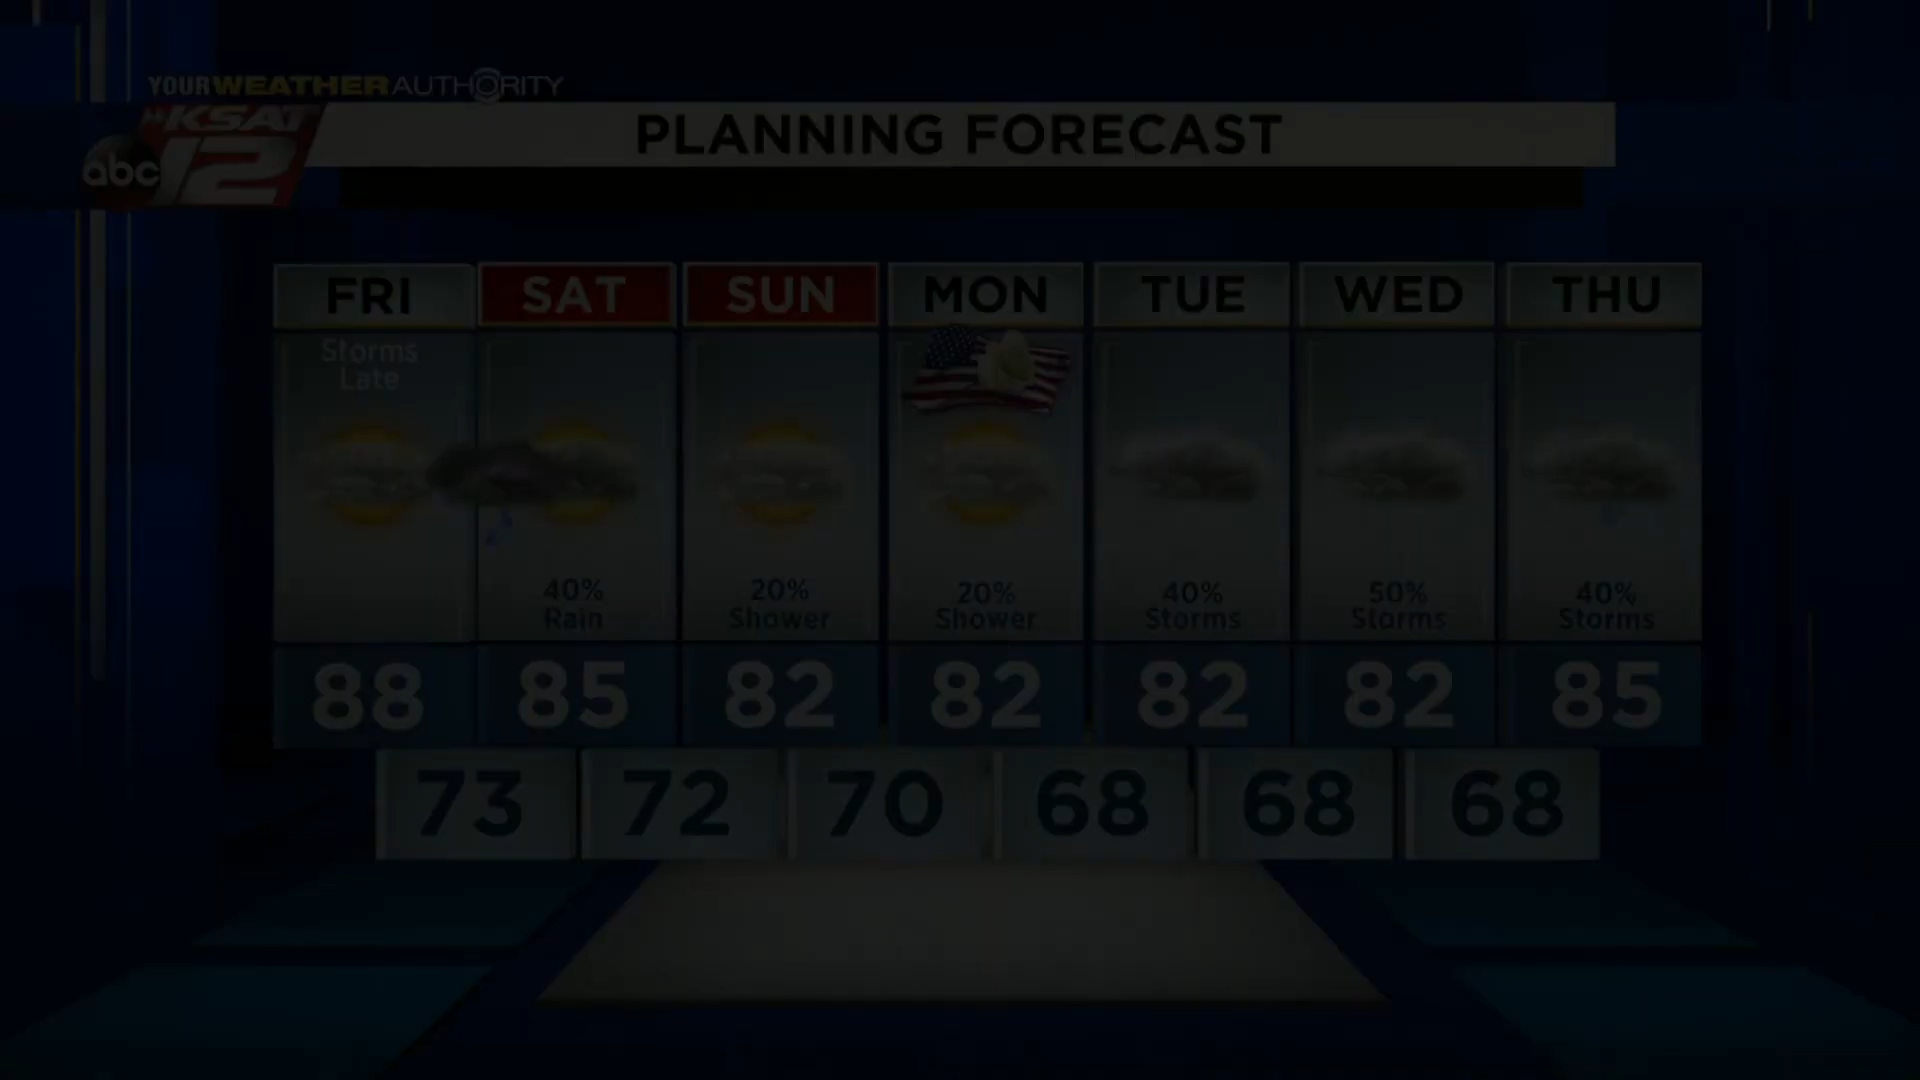 YOUR WEATHER AUTHORITY
KSAT
abc 12
PLANNING FORECAST
FRI SAT SUN MON TUE WED THU
Storms
Late
40% 20% 20% 40% 50% 40%
Rain Shower Shower Storms Storms Storms
88 85 82 82 82 82 85
73 72 70 68 68 68